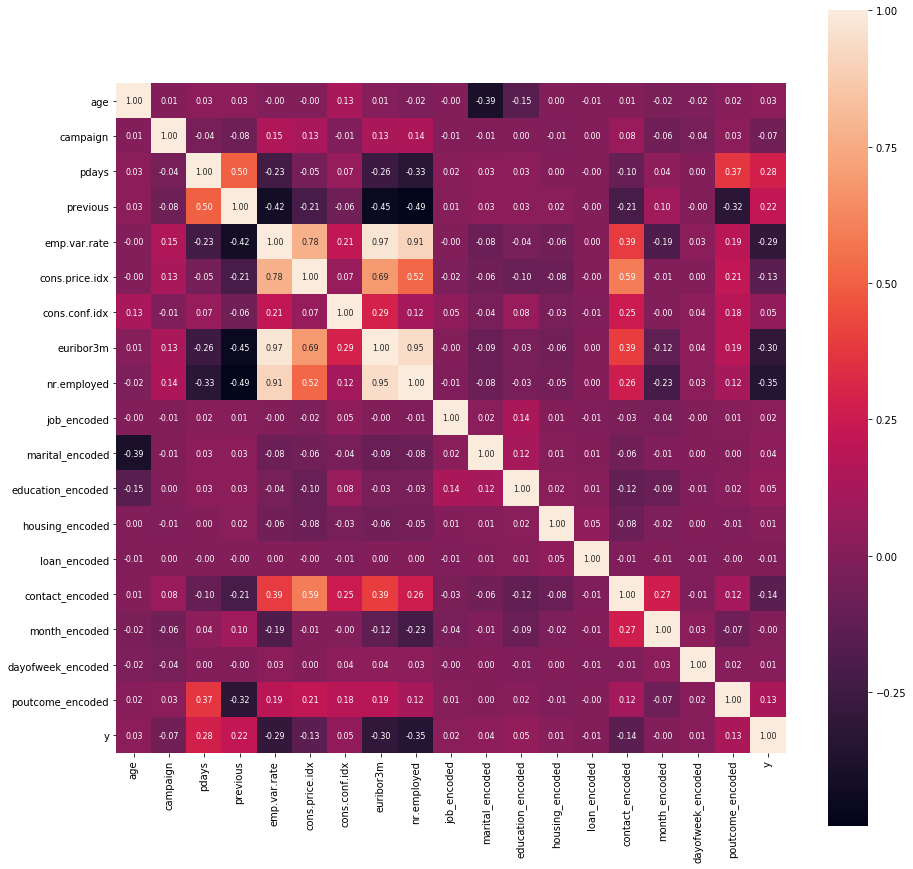 1.00
age 1.00 0.01 0.03 0.03 -0.00 -0.00 0.13 0.01 -0.02 -0.00 -0.39 -0.15 0.00 -0.01 0.01 -0.02 -0.02 0.02 0.03
campaign 0.01 1.00 -0.04 -0.08 0.15 0.13 -0.01 0.13 0.14 -0.01 -0.01 0.00 -0.01 0.00 0.08 -0.06 -0.04 0.03 -0.07
0.75
pdays 0.03 -0.04 1.00 0.50 -0.23 -0.05 0.07 -0.26 -0.33 0.02 0.03 0.03 0.00 -0.00 -0.10 0.04 0.00 0.37 0.28
previous 0.03 -0.08 0.50 1.00 -0.42 -0.21 -0.06 -0.45 -0.49 0.01 0.03 0.03 0.02 -0.00 -0.21 0.10 -0.00 -0.32 0.22
emp.var.rate -0.00 0.15 -0.23 -0.42 1.00 0.78 0.21 0.97 0.91 -0.00 -0.08 -0.04 -0.06 0.00 0.39 -0.19 0.03 0.19 -0.29
cons.price.idx -0.00 0.13 -0.05 -0.21 0.78 1.00 0.07 0.69 0.52 -0.02 -0.06 -0.10 -0.08 -0.00 0.59 -0.01 0.00 0.21 -0.13
0.50
cons.conf.idx 0.13 -0.01 0.07 -0.06 0.21 0.07 1.00 0.29 0.12 0.05 -0.04 0.08 -0.03 -0.01 0.25 -0.00 0.04 0.18 0.05
euribor3m 0.01 0.13 -0.26 -0.45 0.97 0.69 0.29 1.00 0.95 -0.00 -0.09 -0.03 -0.06 0.00 0.39 -0.12 0.04 0.19 -0.30
nr.employed -0.02 0.14 -0.33 -0.49 0.91 0.52 0.12 0.95 1.00 -0.01 -0.08 -0.03 -0.05 0.00 0.26 -0.23 0.03 0.12 -0.35
0.25
job_encoded -0.00 -0.01 0.02 0.01 -0.00 -0.02 0.05 -0.00 -0.01 1.00 0.02 0.14 0.01 -0.01 -0.03 -0.04 -0.00 0.01 0.02
marital_encoded -0.39 -0.01 0.03 0.03 -0.08 -0.06 -0.04 -0.09 -0.08 0.02 1.00 0.12 0.01 0.01 -0.06 -0.01 0.00 0.00 0.04
education_encoded -0.15 0.00 0.03 0.03 -0.04 -0.10 0.08 -0.03 -0.03 0.14 0.12 1.00 0.02 0.01 -0.12 -0.09 -0.01 0.02 0.05
housing_encoded 0.00 -0.01 0.00 0.02 -0.06 -0.08 -0.03 -0.06 -0.05 0.01 0.01 0.02 1.00 0.05 -0.08 -0.02 0.00 -0.01 0.01
0.00
loan_encoded -0.01 0.00 -0.00 -0.00 0.00 -0.00 -0.01 0.00 0.00 -0.01 0.01 0.01 0.05 1.00 -0.01 -0.01 -0.01 -0.00 -0.01
contact_encoded 0.01 0.08 -0.10 -0.21 0.39 0.59 0.25 0.39 0.26 -0.03 -0.06 -0.12 -0.08 -0.01 1.00 0.27 -0.01 0.12 -0.14
month_encoded -0.02 -0.06 0.04 0.10 -0.19 -0.01 -0.00 -0.12 -0.23 -0.04 -0.01 -0.09 -0.02 -0.01 0.27 1.00 0.03 -0.07 -0.00
dayofweek_encoded -0.02 -0.04 0.00 -0.00 0.03 0.00 0.04 0.04 0.03 -0.00 0.00 -0.01 0.00 -0.01 -0.01 0.03 1.00 0.02 0.01
−0.25
poutcome_encoded 0.02 0.03 0.37 -0.32 0.19 0.21 0.18 0.19 0.12 0.01 0.00 0.02 -0.01 -0.00 0.12 -0.07 0.02 1.00 0.13
y 0.03 -0.07 0.28 0.22 -0.29 -0.13 0.05 -0.30 -0.35 0.02 0.04 0.05 0.01 -0.01 -0.14 -0.00 0.01 0.13 1.00
age
campaign
pdays
previous
emp.var.rate
cons.price.idx
cons.conf.idx
euribor3m
nr.employed
job_encoded
marital_encoded
education_encoded
housing_encoded
loan_encoded
contact_encoded
month_encoded
dayofweek_encoded
poutcome_encoded
y